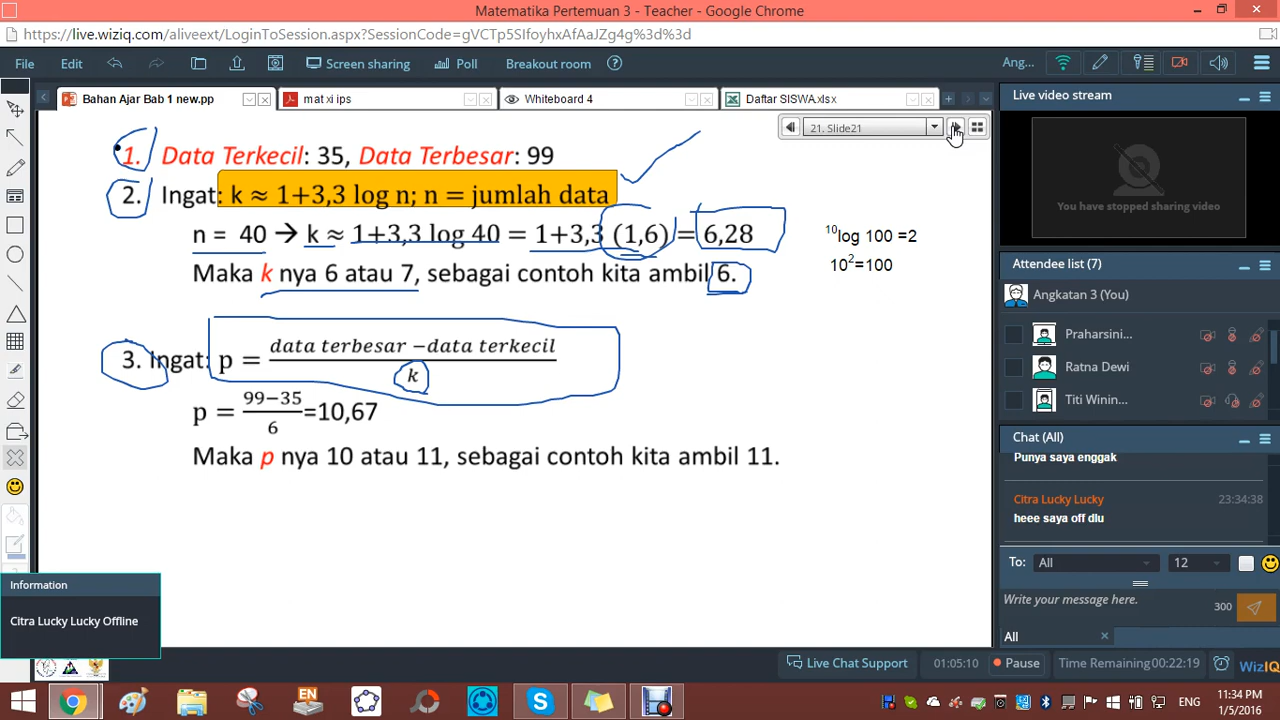 Matematika Pertemuan 3 - Teacher - Google Chrome
https://live.wiziq.com/aliveext/LoginToSession.aspx?SessionCode=gVCTp5SIfoyhxAfAaJZg4g%3d%3d
File Edit Screen sharing Poll Breakout room ? Ang...
Bahan Ajar Bab 1 new.pp
mat xi ips
Whiteboard 4
Daftar SISWA.xlsx
21. Slide21
1. Data Terkecil: 35, Data Terbesar: 99
2. Ingat: k ≈ 1+3,3 log n; n = jumlah data
n = 40 → k ≈ 1+3,3 log 40 = 1+3,3 (1,6) = 6,28
Maka k nya 6 atau 7, sebagai contoh kita ambil 6.
10log 100 =2
10²=100
3. Ingat: p = data terbesar −data terkecil / k
p = 99−35 / 6 =10,67
Maka p nya 10 atau 11, sebagai contoh kita ambil 11.
Information
Citra Lucky Lucky Offline
Live video stream
You have stopped sharing video
Attendee list (7)
Angkatan 3 (You)
Praharsini...
Ratna Dewi
Titi Winin...
Chat (All)
Punya saya enggak
Citra Lucky Lucky 23:34:38
heee saya off dlu
To: All 12
Write your message here. 300
All
Live Chat Support 01:05:10 Pause Time Remaining 00:22:19 WizIQ
EN
ENG
11:34 PM
1/5/2016